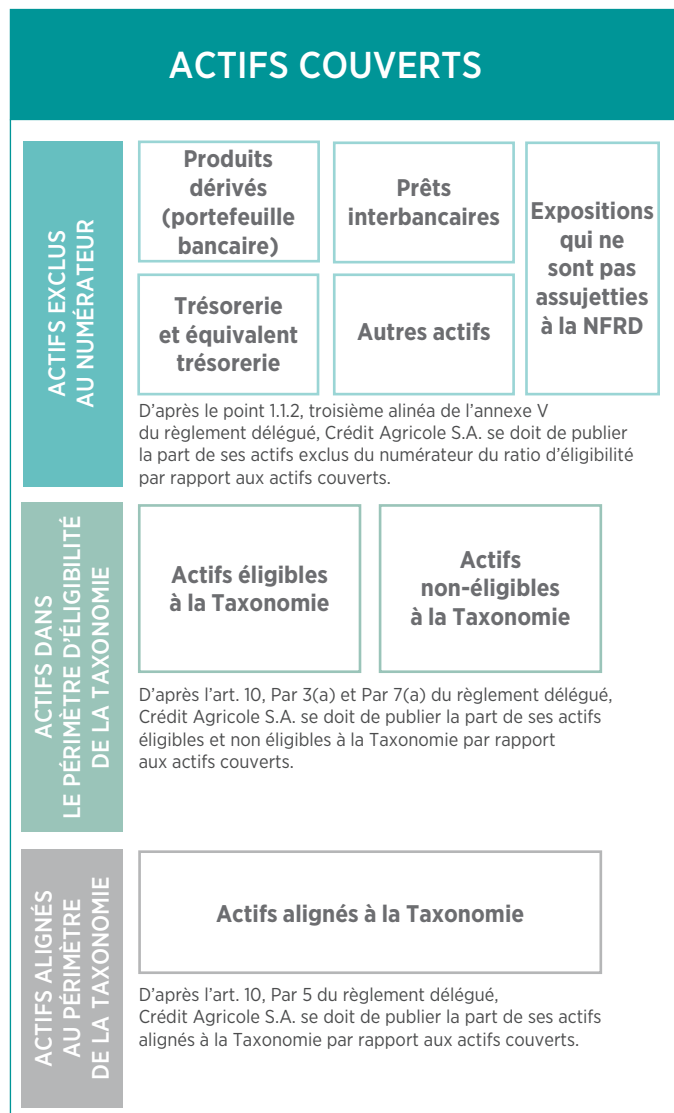 ACTIFS COUVERTS
ACTIFS EXCLUS
AU NUMÉRATEUR
Produits
dérivés
(portefeuille
bancaire)
Prêts
interbancaires
Expositions
qui ne
sont pas
assujetties
à la NFRD
Trésorerie
et équivalent
trésorerie
Autres actifs
D'après le point 1.1.2, troisième alinéa de l'annexe V
du règlement délégué, Crédit Agricole S.A. se doit de publier
la part de ses actifs exclus du numérateur du ratio d'éligibilité
par rapport aux actifs couverts.
ACTIFS DANS
LE PÉRIMÈTRE D'ÉLIGIBILITÉ
DE LA TAXONOMIE
Actifs éligibles
à la Taxonomie
Actifs
non-éligibles
à la Taxonomie
D'après l'art. 10, Par 3(a) et Par 7(a) du règlement délégué,
Crédit Agricole S.A. se doit de publier la part de ses actifs
éligibles et non éligibles à la Taxonomie par rapport
aux actifs couverts.
ACTIFS ALIGNÉS
AU PÉRIMÈTRE
DE LA TAXONOMIE
Actifs alignés à la Taxonomie
D'après l'art. 10, Par 5 du règlement délégué,
Crédit Agricole S.A. se doit de publier la part de ses actifs
alignés à la Taxonomie par rapport aux actifs couverts.